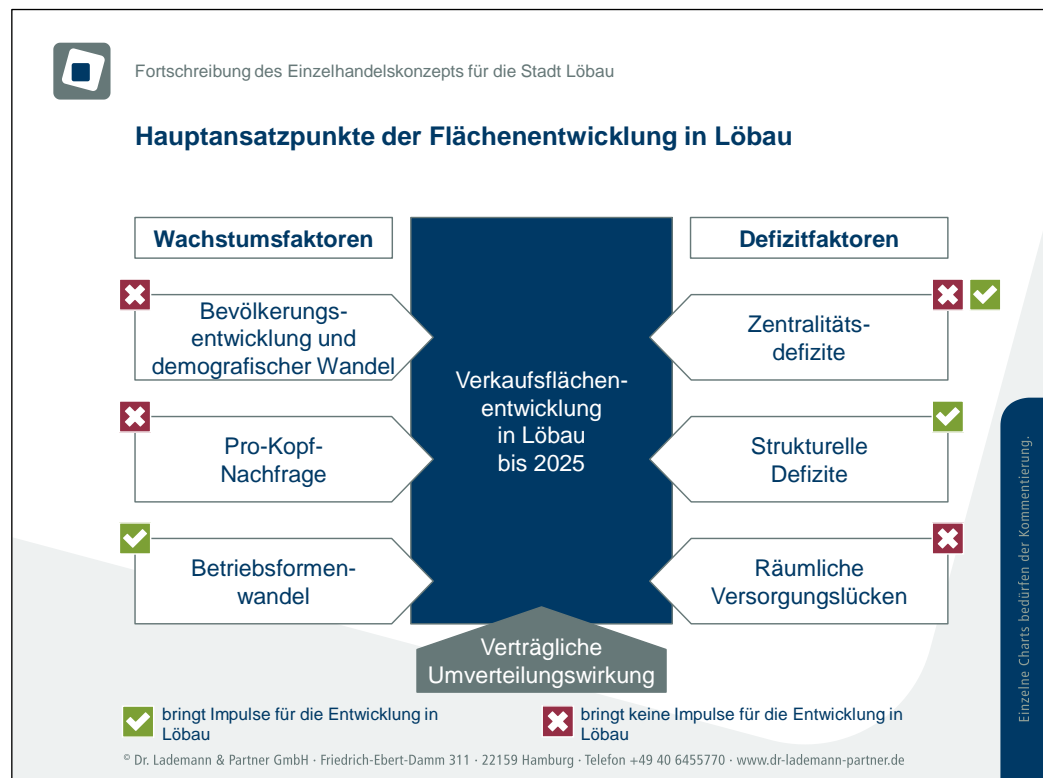 Fortschreibung des Einzelhandelskonzepts für die Stadt Löbau
Hauptansatzpunkte der Flächenentwicklung in Löbau
Wachstumsfaktoren
Bevölkerungs-
entwicklung und
demografischer Wandel
Pro-Kopf-
Nachfrage
Betriebsformen-
wandel
Verkaufsflächen-
entwicklung
in Löbau
bis 2025
Verträgliche
Umverteilungswirkung
Defizitfaktoren
Zentralitäts-
defizite
Strukturelle
Defizite
Räumliche
Versorgungslücken
bringt Impulse für die Entwicklung in
Löbau
bringt keine Impulse für die Entwicklung in
Löbau
© Dr. Lademann & Partner GmbH · Friedrich-Ebert-Damm 311 · 22159 Hamburg · Telefon +49 40 6455770 · www.dr-lademann-partner.de
Einzelne Charts bedürfen der Kommentierung.